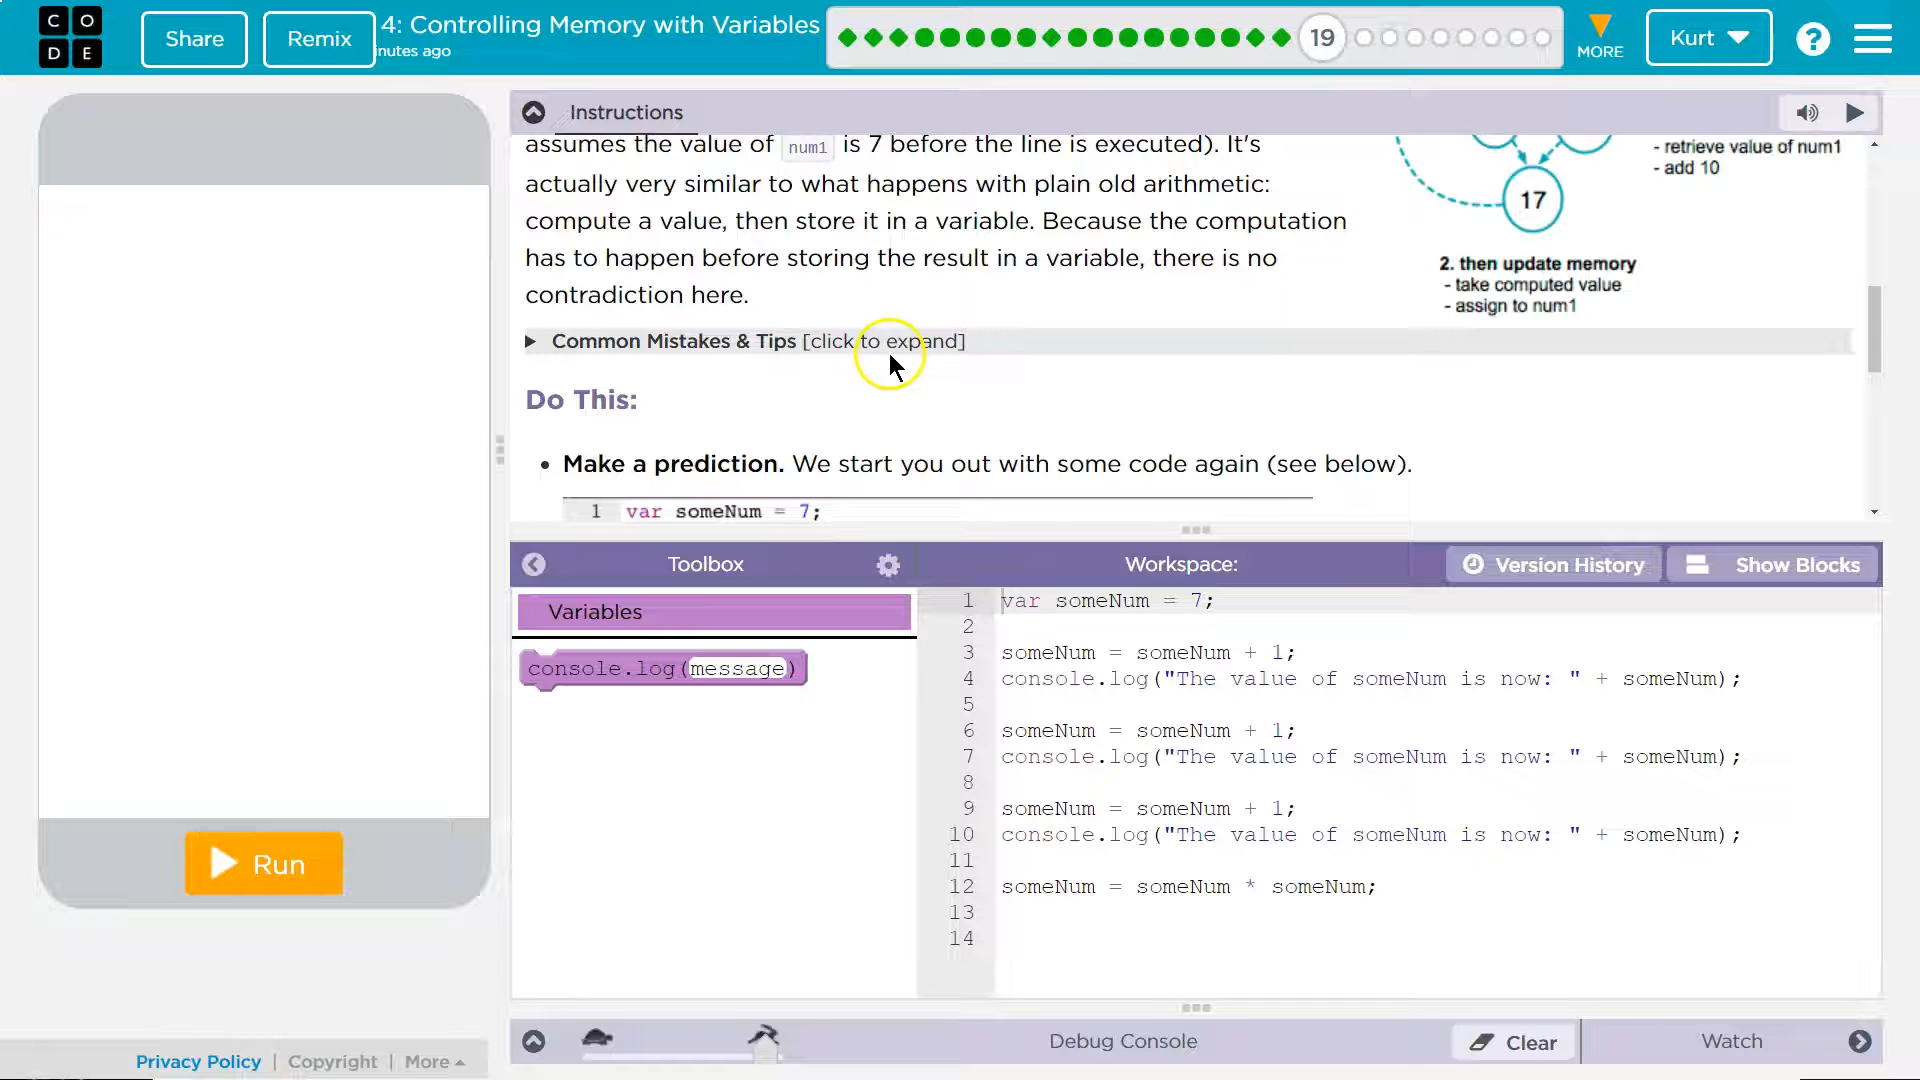 CODE
Share
Remix
4: Controlling Memory with Variables
inutes ago
19
MORE
Kurt
?
Instructions
assumes the value of num1 is 7 before the line is executed). It's
actually very similar to what happens with plain old arithmetic:
compute a value, then store it in a variable. Because the computation
has to happen before storing the result in a variable, there is no
contradiction here.
- retrieve value of num1
- add 10
17
2. then update memory
- take computed value
- assign to num1
Common Mistakes & Tips [click to expand]
Do This:
Make a prediction. We start you out with some code again (see below).
1 var someNum = 7;
Toolbox
Workspace:
Version History
Show Blocks
Variables
console.log(message)
1 var someNum = 7;
2
3 someNum = someNum + 1;
4 console.log("The value of someNum is now: " + someNum);
5
6 someNum = someNum + 1;
7 console.log("The value of someNum is now: " + someNum);
8
9 someNum = someNum + 1;
10 console.log("The value of someNum is now: " + someNum);
11
12 someNum = someNum * someNum;
13
14
Run
Debug Console
Clear
Watch
Privacy Policy | Copyright | More